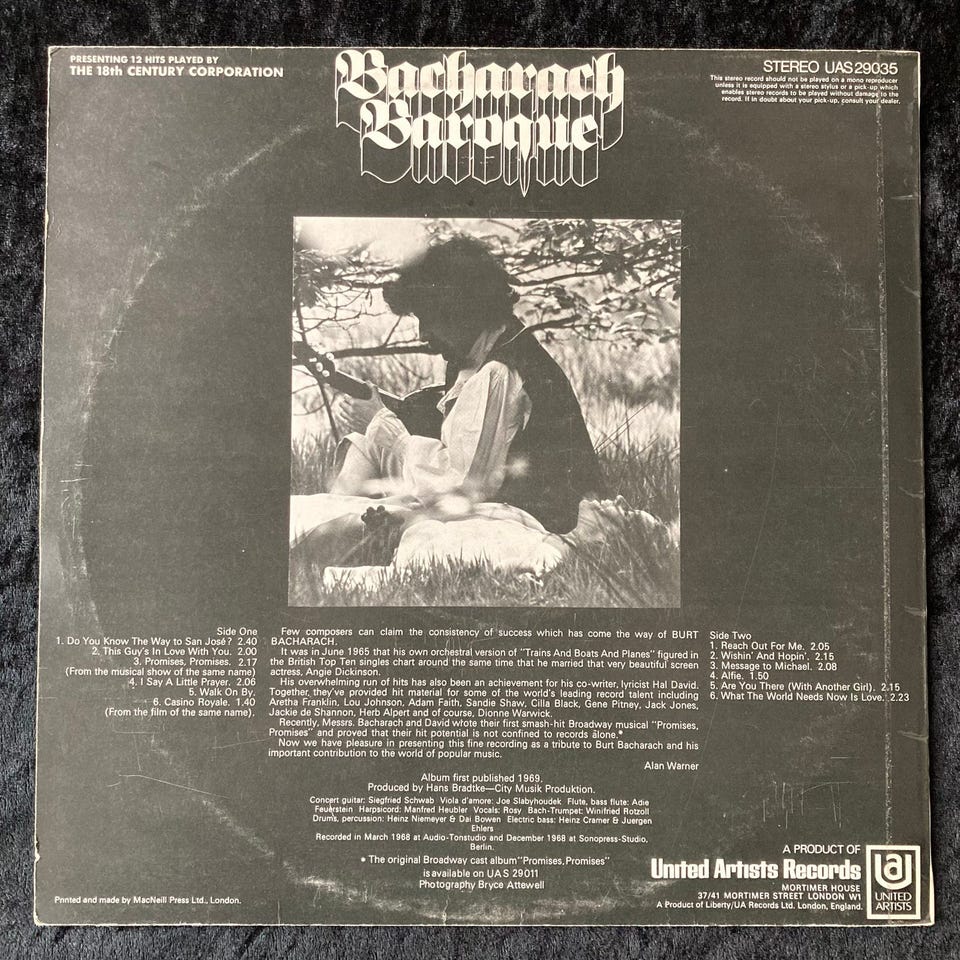 PRESENTING 12 HITS PLAYED BY
THE 18th CENTURY CORPORATION
Bacharach
Baroque
STEREO UAS 29035
This stereo record should not be played on a mono reproducer
unless it is equipped with a stereo stylus or a pick-up which
enables stereo records to be played without damage to the
record. If in doubt about your pick-up, consult your dealer.
Side One
1. Do You Know The Way to San José? 2.40
2. This Guy's In Love With You. 2.00
3. Promises, Promises. 2.17
(From the musical show of the same name)
4. I Say A Little Prayer. 2.06
5. Walk On By.
6. Casino Royale. 1.40
(From the film of the same name).
Few composers can claim the consistency of success which has come the way of BURT
BACHARACH.
It was in June 1965 that his own orchestral version of "Trains And Boats And Planes" figured in
the British Top Ten singles chart around the same time that he married that very beautiful screen
actress, Angie Dickinson.
His overwhelming run of hits has also been an achievement for his co-writer, lyricist Hal David.
Together, they've provided hit material for some of the world's leading record talent including
Aretha Franklin, Lou Johnson, Adam Faith, Sandie Shaw, Cilla Black, Gene Pitney, Jack Jones,
Jackie de Shannon, Herb Alpert and of course, Dionne Warwick.
Recently, Messrs. Bacharach and David wrote their first smash-hit Broadway musical "Promises,
Promises" and proved that their hit potential is not confined to records alone.*
Now we have pleasure in presenting this fine recording as a tribute to Burt Bacharach and his
important contribution to the world of popular music.
Alan Warner
Side Two
1. Reach Out For Me. 2.05
2. Wishin' And Hopin'. 2.15
3. Message to Michael. 2.08
4. Alfie. 1.50
5. Are You There (With Another Girl). 2.15
6. What The World Needs Now Is Love. 2.23
Album first published 1969.
Produced by Hans Bradtke—City Musik Produktion.
Concert guitar: Siegfried Schwab Viola d'amore: Joe Slabyhoudek Flute, bass flute: Adie
Feuerstein Harpsicord: Manfred Heubler Vocals: Rosy Bach-Trumpet: Winifried Rotzoll
Drums, percussion: Heinz Niemeyer & Dai Bowen Electric bass: Heinz Cramer & Juergen
Ehlers
Recorded in March 1968 at Audio-Tonstudio and December 1968 at Sonopress-Studio,
Berlin.
* The original Broadway cast album "Promises, Promises"
is available on UAS 29011
Photography Bryce Attewell
Printed and made by MacNeill Press Ltd., London.
A PRODUCT OF
United Artists Records
MORTIMER HOUSE
37/41 MORTIMER STREET LONDON W1
A Product of Liberty/UA Records Ltd. London, England.
UA
UNITED
ARTISTS